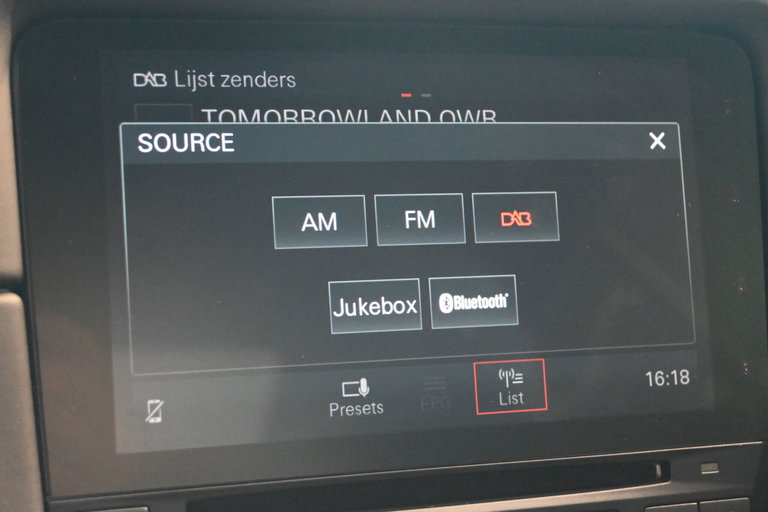 DAB Lijst zenders
TOMORROWLAND OWR
SOURCE X
AM FM DAB
Jukebox Bluetooth
Presets EPG List 16:18